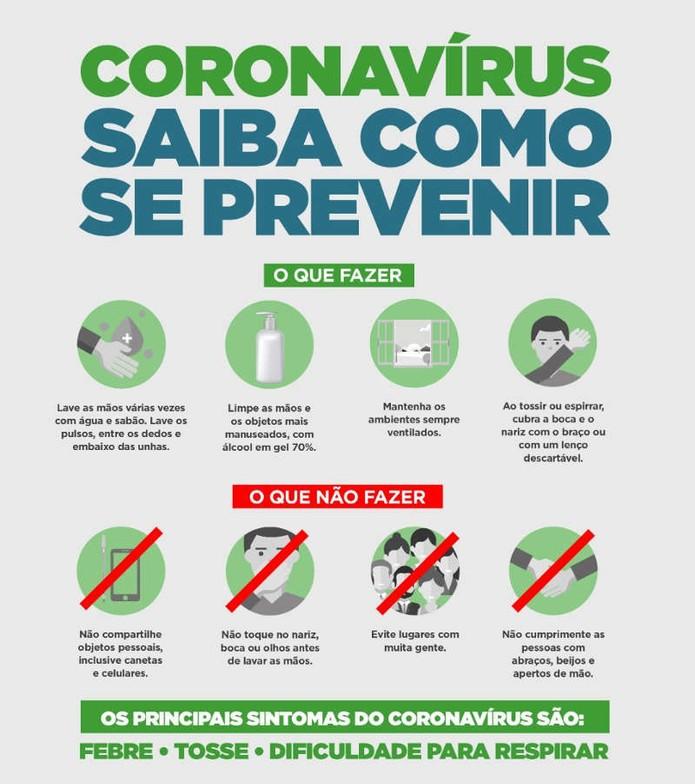 CORONAVÍRUS
SAIBA COMO
SE PREVENIR
O QUE FAZER
Lave as mãos várias vezes
com água e sabão. Lave os
pulsos, entre os dedos e
embaixo das unhas.
Limpe as mãos e
os objetos mais
manuseados, com
álcool em gel 70%.
Mantenha os
ambientes sempre
ventilados.
Ao tossir ou espirrar,
cubra a boca e o
nariz com o braço ou
com um lenço
descartável.
O QUE NÃO FAZER
Não compartilhe
objetos pessoais,
inclusive canetas
e celulares.
Não toque no nariz,
boca ou olhos antes
de lavar as mãos.
Evite lugares com
muita gente.
Não cumprimente as
pessoas com
abraços, beijos e
apertos de mão.
OS PRINCIPAIS SINTOMAS DO CORONAVÍRUS SÃO:
FEBRE • TOSSE • DIFICULDADE PARA RESPIRAR